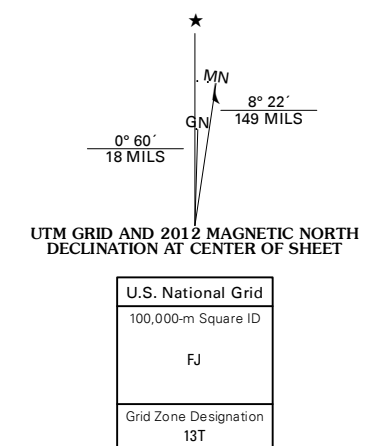 ★
MN
8° 22´
149 MILS
GN
0° 60´
18 MILS
UTM GRID AND 2012 MAGNETIC NORTH
DECLINATION AT CENTER OF SHEET
U.S. National Grid
100,000-m Square ID
FJ
Grid Zone Designation
13T